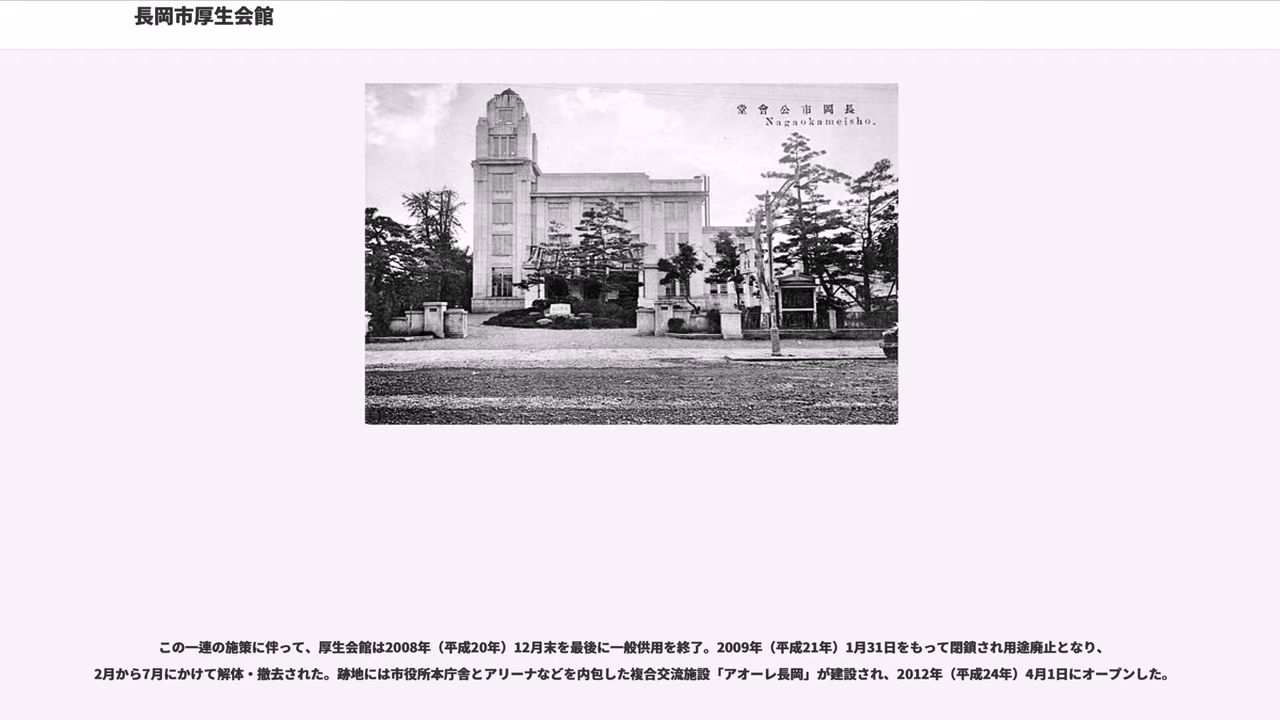 長岡市厚生会館
堂會公市岡長
Nagaokameisho.
この一連の施策に伴って、厚生会館は2008年（平成20年）12月末を最後に一般供用を終了。2009年（平成21年）1月31日をもって閉鎖され用途廃止となり、
2月から7月にかけて解体・撤去された。跡地には市役所本庁舎とアリーナなどを内包した複合交流施設「アオーレ長岡」が建設され、2012年（平成24年）4月1日にオープンした。